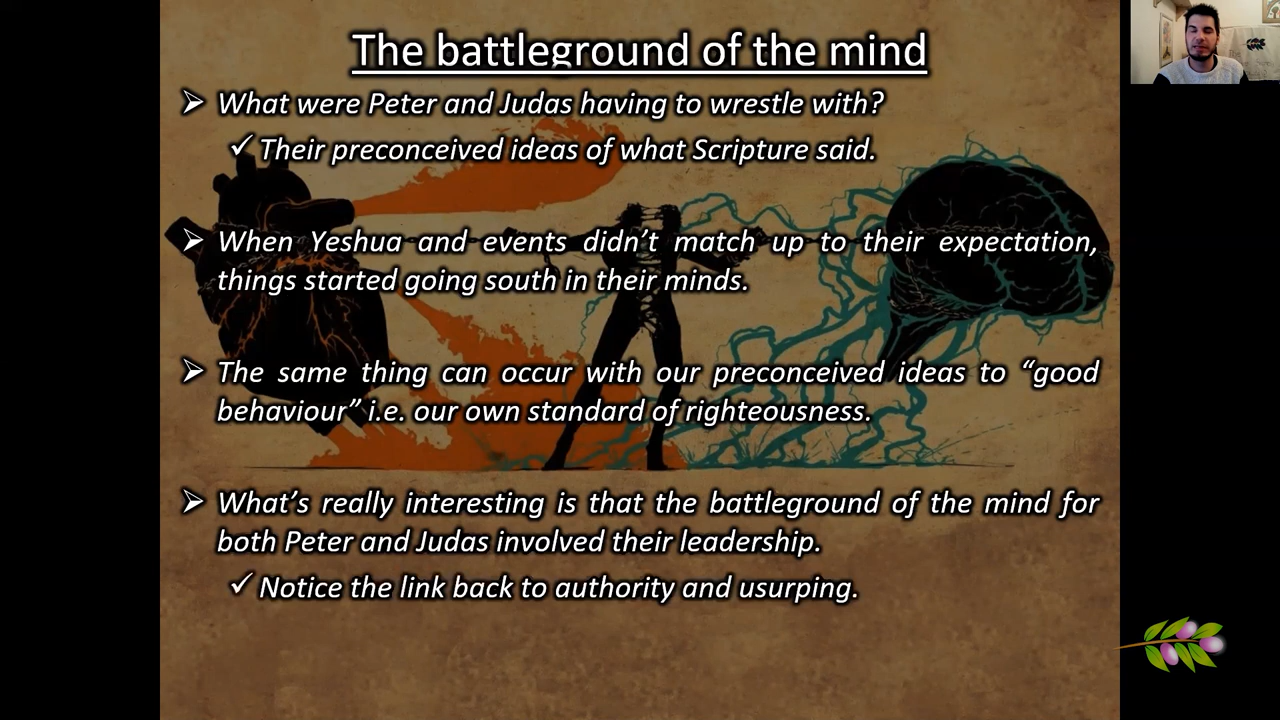 The battleground of the mind
➢ What were Peter and Judas having to wrestle with?
✓ Their preconceived ideas of what Scripture said.
➢ When Yeshua and events didn’t match up to their expectation,
things started going south in their minds.
➢ The same thing can occur with our preconceived ideas to “good
behaviour” i.e. our own standard of righteousness.
➢ What’s really interesting is that the battleground of the mind for
both Peter and Judas involved their leadership.
✓ Notice the link back to authority and usurping.